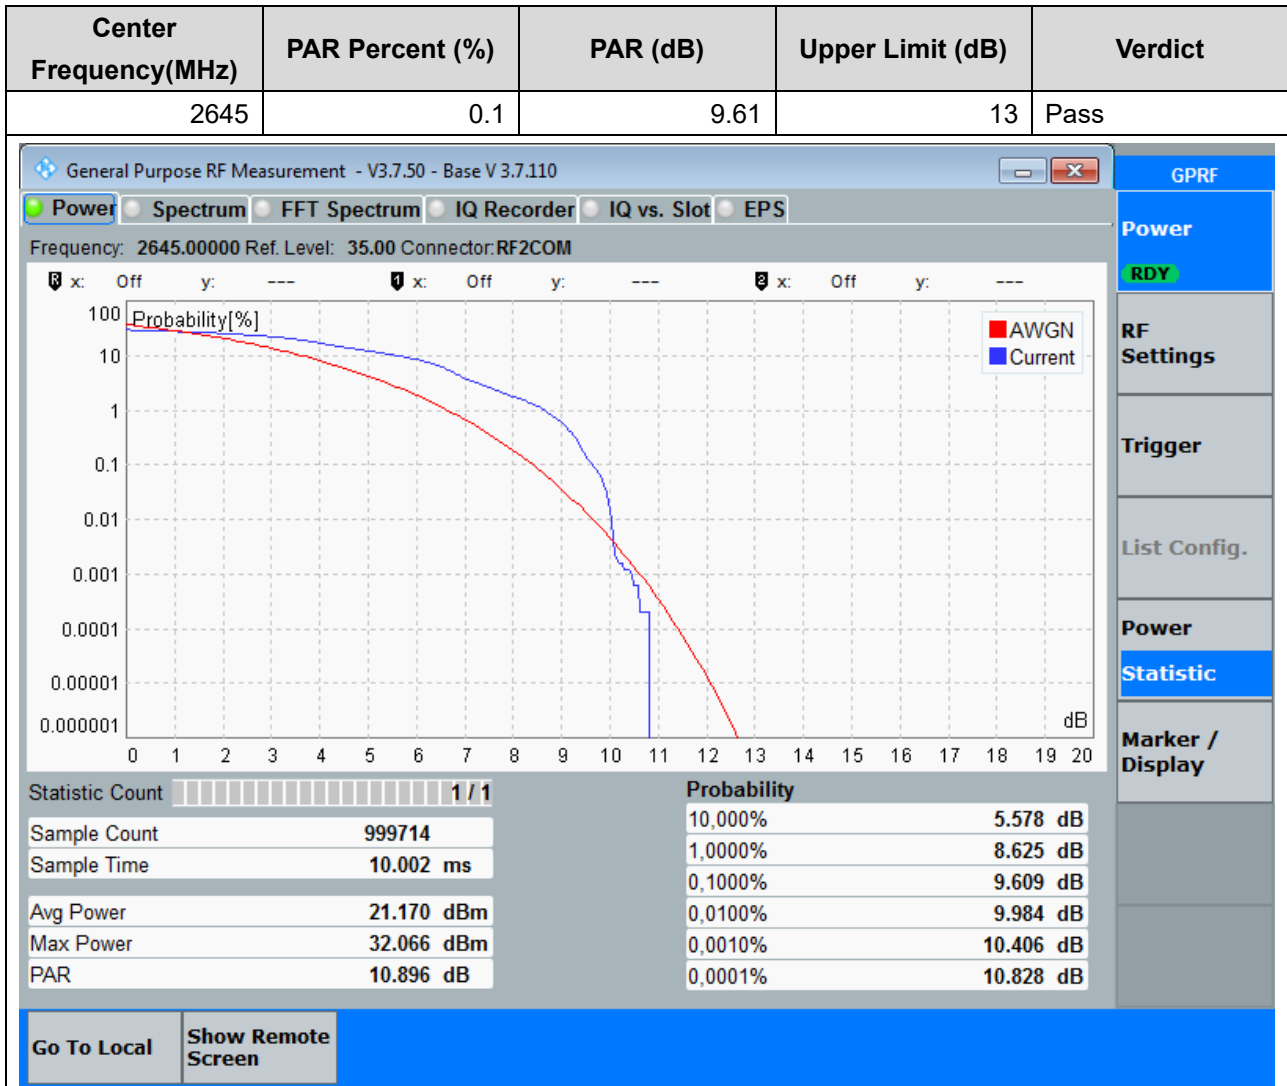 Center Frequency(MHz) PAR Percent (%) PAR (dB) Upper Limit (dB) Verdict
2645 0.1 9.61 13 Pass
General Purpose RF Measurement - V3.7.50 - Base V 3.7.110
GPRF
Power Spectrum FFT Spectrum IQ Recorder IQ vs. Slot EPS
Frequency: 2645.00000 Ref. Level: 35.00 Connector:RF2COM
R x: Off y: --- 1 x: Off y: --- 2 x: Off y: ---
Probability[%]
AWGN
Current
100
10
1
0.1
0.01
0.001
0.0001
0.00001
0.000001
dB
0 1 2 3 4 5 6 7 8 9 10 11 12 13 14 15 16 17 18 19 20
Statistic Count 1 / 1
Sample Count 999714
Sample Time 10.002 ms
Avg Power 21.170 dBm
Max Power 32.066 dBm
PAR 10.896 dB
Probability
10,000% 5.578 dB
1,0000% 8.625 dB
0,1000% 9.609 dB
0,0100% 9.984 dB
0,0010% 10.406 dB
0,0001% 10.828 dB
Power
RDY
RF
Settings
Trigger
List Config.
Power
Statistic
Marker /
Display
Go To Local
Show Remote
Screen